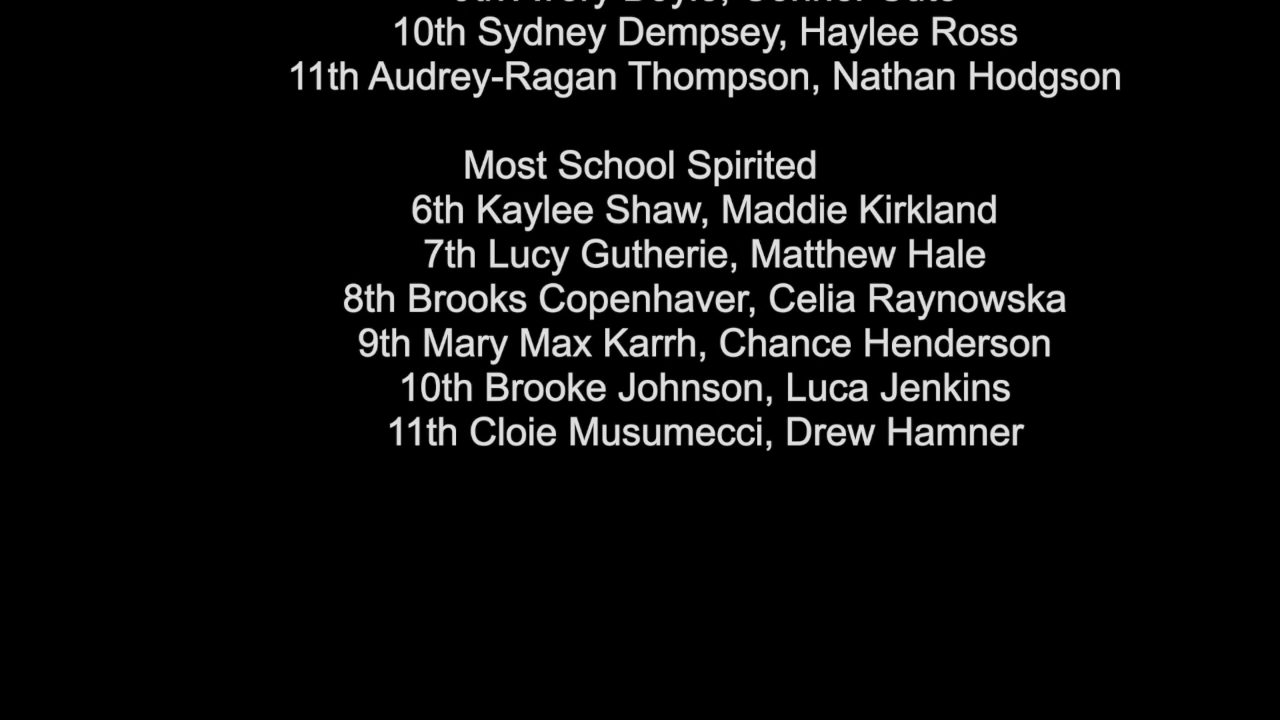 10th Sydney Dempsey, Haylee Ross
11th Audrey-Ragan Thompson, Nathan Hodgson
Most School Spirited
6th Kaylee Shaw, Maddie Kirkland
7th Lucy Gutherie, Matthew Hale
8th Brooks Copenhaver, Celia Raynowska
9th Mary Max Karrh, Chance Henderson
10th Brooke Johnson, Luca Jenkins
11th Cloie Musumecci, Drew Hamner